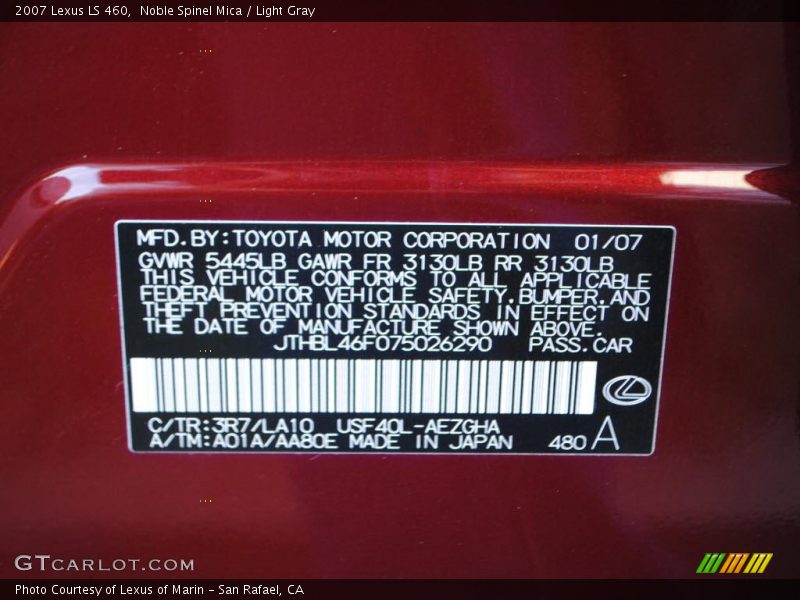 2007 Lexus LS 460,  Noble Spinel Mica / Light Gray
MFD.BY:TOYOTA MOTOR CORPORATION 01/07
GVWR 5445LB GAWR FR 3130LB RR 3130LB
THIS VEHICLE CONFORMS TO ALL APPLICABLE
FEDERAL MOTOR VEHICLE SAFETY,BUMPER,AND
THEFT PREVENTION STANDARDS IN EFFECT ON
THE DATE OF MANUFACTURE SHOWN ABOVE.
JTHBL46F075026290 PASS.CAR
C/TR:3R7/LA10 USF40L-AEZGHA
A/TM:A01A/AA80E MADE IN JAPAN 480 A
GTCARLOT.COM
Photo Courtesy of Lexus of Marin - San Rafael, CA